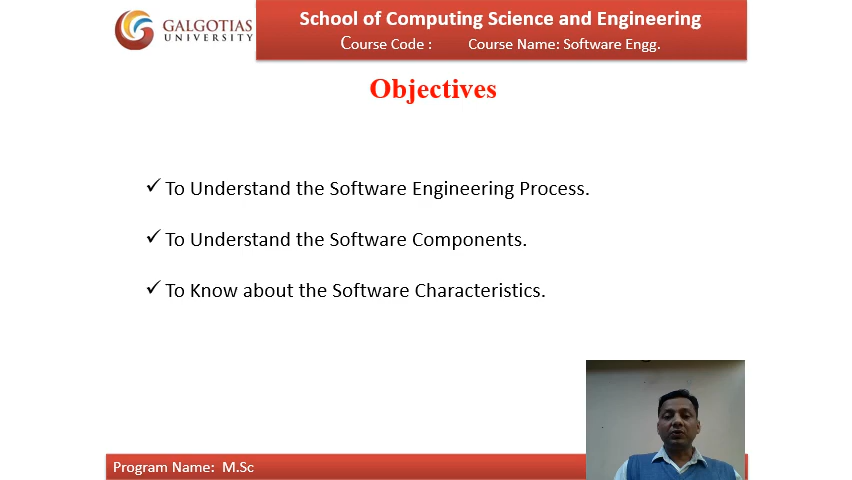 GALGOTIAS
UNIVERSITY
School of Computing Science and Engineering
Course Code : Course Name: Software Engg.
Objectives
✓ To Understand the Software Engineering Process.
✓ To Understand the Software Components.
✓ To Know about the Software Characteristics.
Program Name: M.Sc